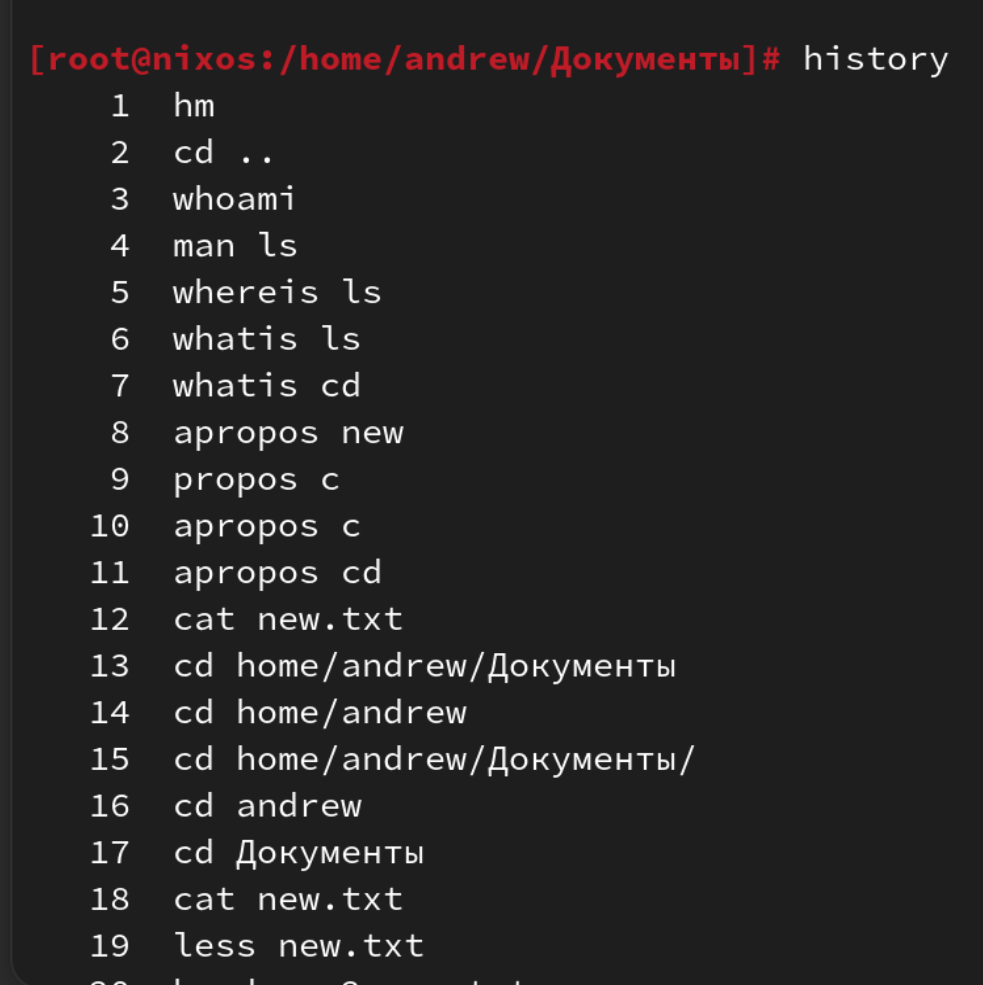 [root@nixos:/home/andrew/Документы]# history
1 hm
2 cd ..
3 whoami
4 man ls
5 whereis ls
6 whatis ls
7 whatis cd
8 apropos new
9 propos c
10 apropos c
11 apropos cd
12 cat new.txt
13 cd home/andrew/Документы
14 cd home/andrew
15 cd home/andrew/Документы/
16 cd andrew
17 cd Документы
18 cat new.txt
19 less new.txt